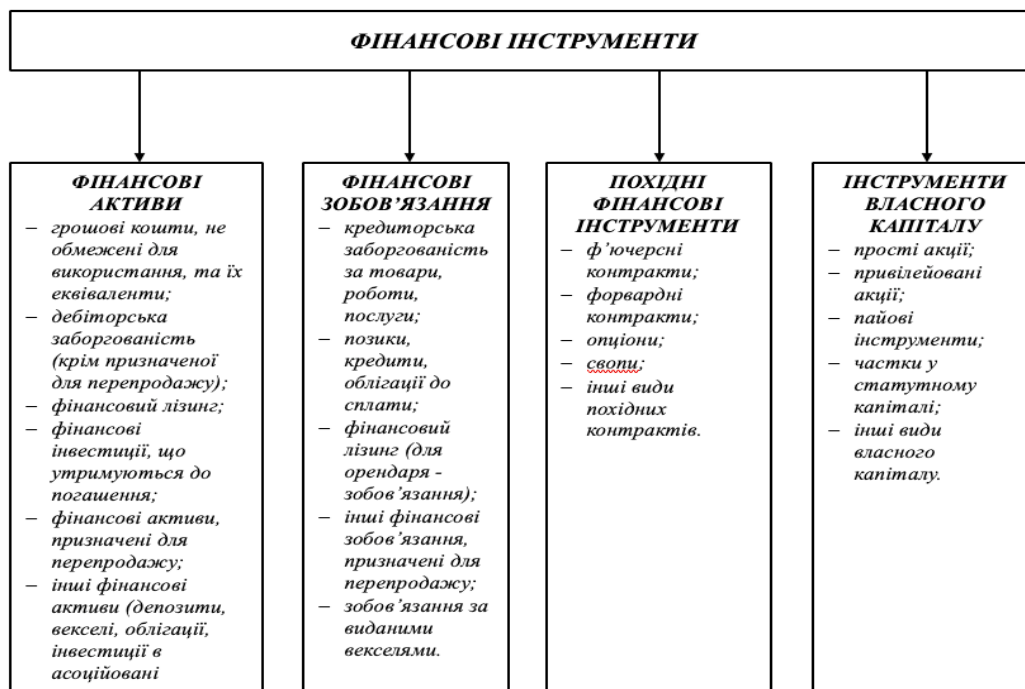 ФІНАНСОВІ ІНСТРУМЕНТИ
ФІНАНСОВІ
АКТИВИ
– грошові кошти, не
обмежені для
використання, та їх
еквіваленти;
– дебіторська
заборгованість
(крім призначеної
для перепродажу);
– фінансовий лізинг;
– фінансові
інвестиції, що
утримуються до
погашення;
– фінансові активи,
призначені для
перепродажу;
– інші фінансові
активи (депозити,
векселі, облігації,
інвестиції в
асоційовані
ФІНАНСОВІ
ЗОБОВ’ЯЗАННЯ
– кредиторська
заборгованість
за товари,
роботи,
послуги;
– позики,
кредити,
облігації до
сплати;
– фінансовий
лізинг (для
орендаря -
зобов’язання);
– інші фінансові
зобов’язання,
призначені для
перепродажу;
– зобов’язання за
виданими
векселями.
ПОХІДНІ
ФІНАНСОВІ
ІНСТРУМЕНТИ
– ф’ючерсні
контракти;
– форвардні
контракти;
– опціони;
– свопи;
– інші види
похідних
контрактів.
ІНСТРУМЕНТИ
ВЛАСНОГО
КАПІТАЛУ
– прості акції;
– привілейовані
акції;
– пайові
інструменти;
– частки у
статутному
капіталі;
– інші види
власного
капіталу.